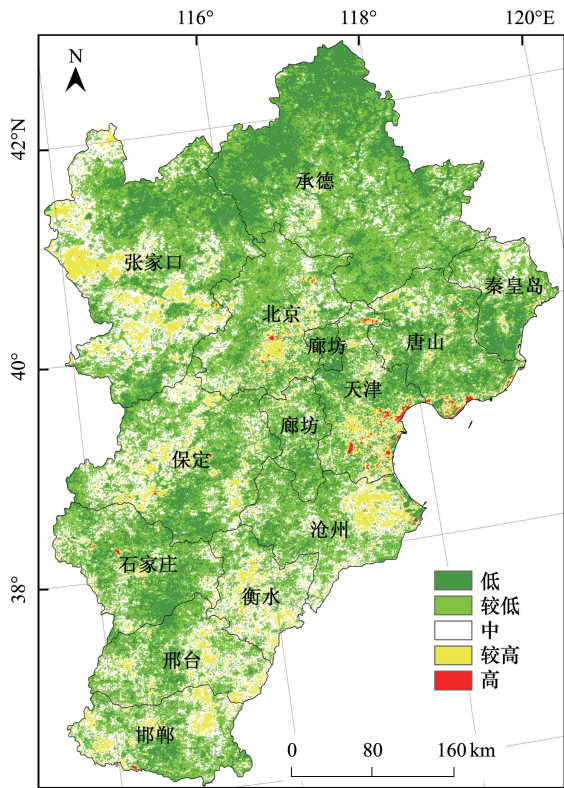 116°
118°
120°E
N
42°N
承德
张家口
秦皇岛
北京
廊坊
唐山
40°
天津
廊坊
保定
沧州
石家庄
38°
衡水
邢台
邯郸
低
较低
中
较高
高
0 80 160 km